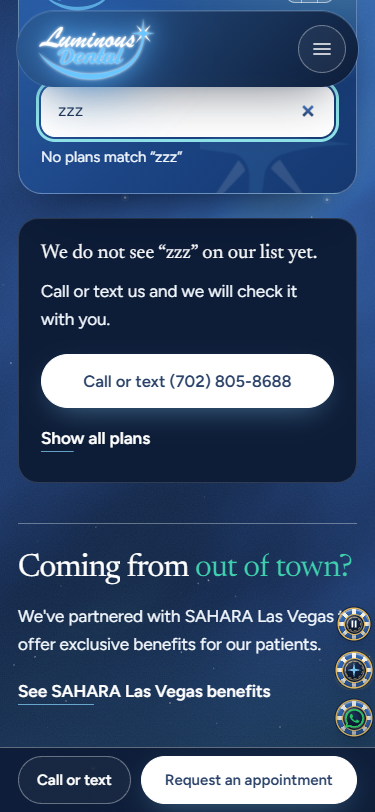 Luminous
Dental
zzz
No plans match “zzz”
We do not see “zzz” on our list yet.
Call or text us and we will check it
with you.
Call or text (702) 805-8688
Show all plans
Coming from out of town?
We've partnered with SAHARA Las Vegas
offer exclusive benefits for our patients.
See SAHARA Las Vegas benefits
Call or text
Request an appointment